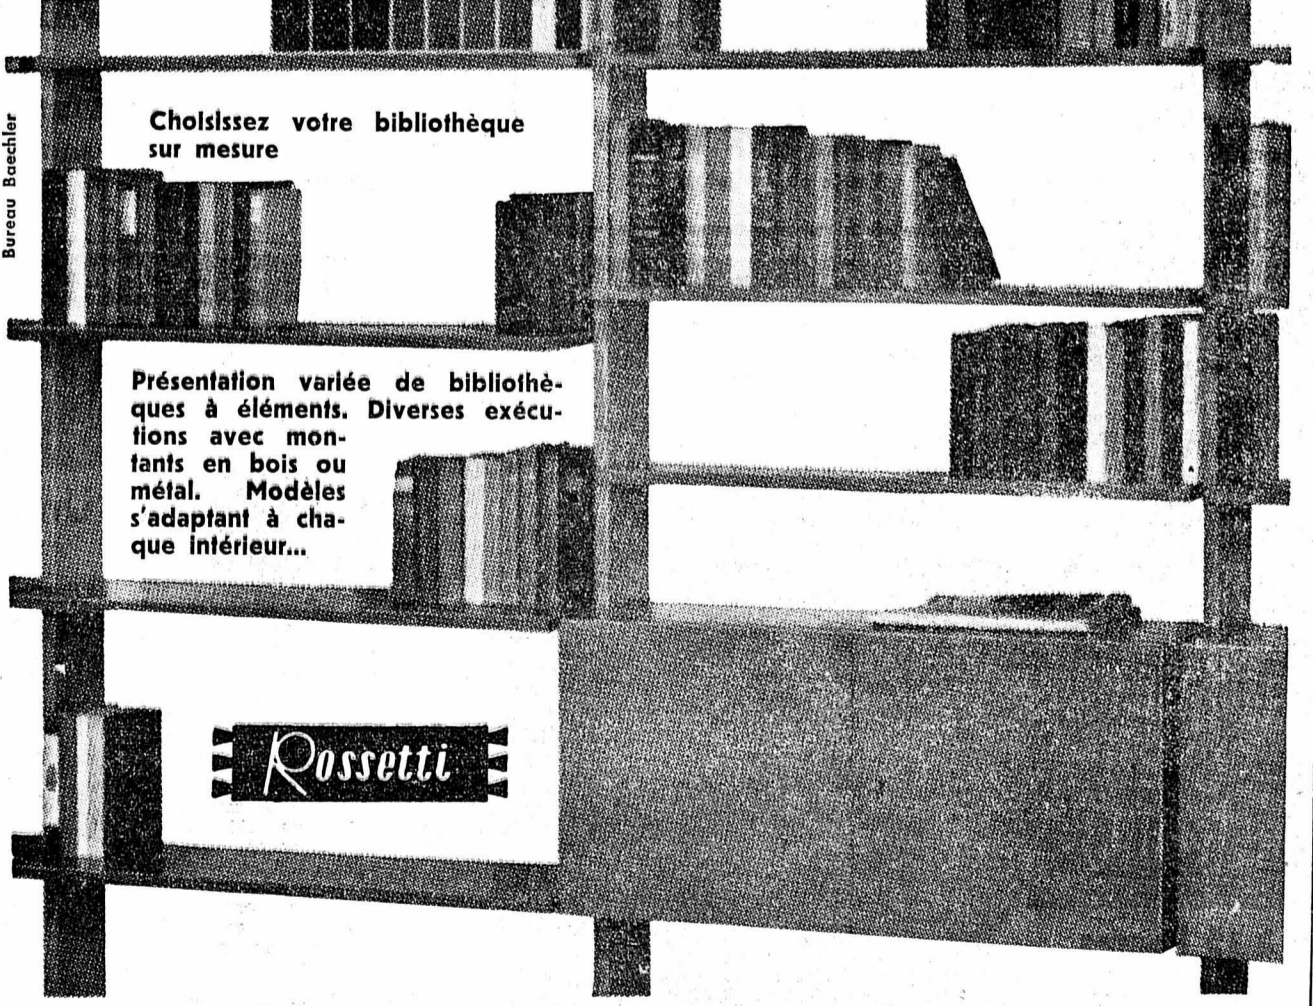 Bureau Baechler
Choisissez votre bibliothèque
sur mesure
Présentation variée de bibliothè-
ques à éléments. Diverses exécu-
tions avec mon-
tants en bois ou
métal. Modèles
s'adaptant à cha-
que intérieur...
Rossetti